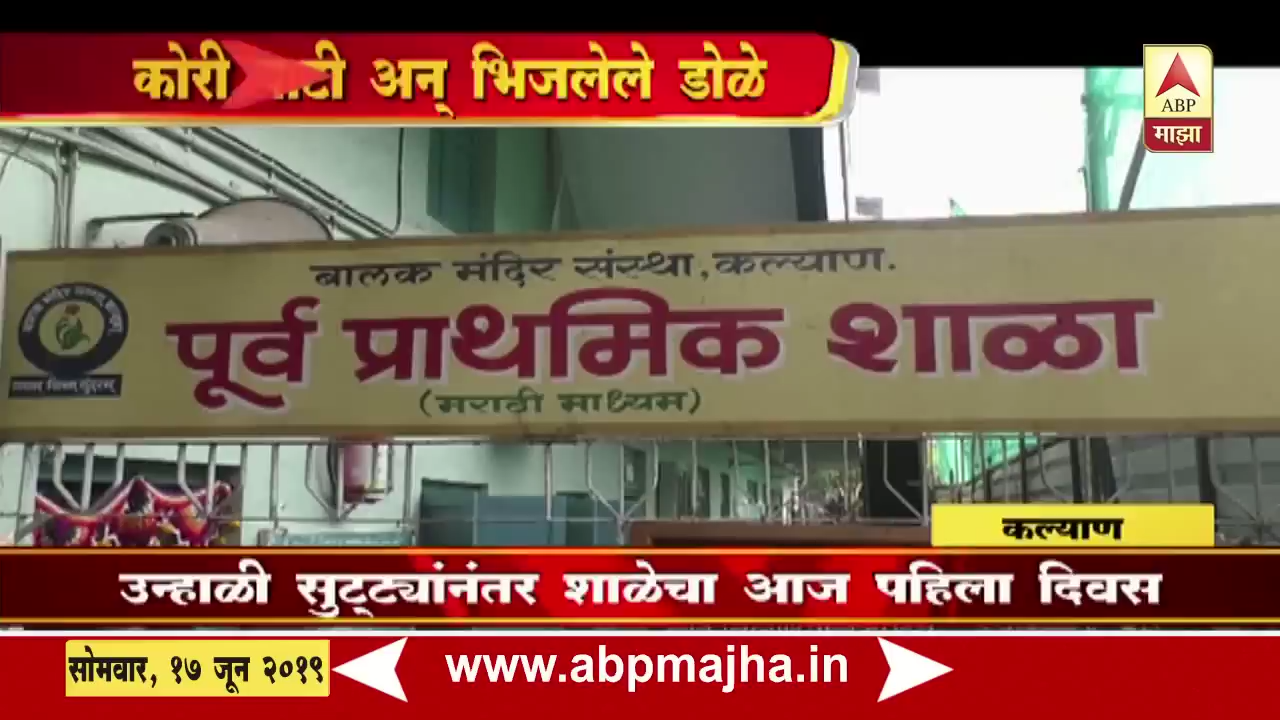 कोरी अन् भिजलेले डोळे
ABP
माझा
बालक मंदिर संस्था, कल्याण.
पूर्व प्राथमिक शाळा
(मराठी माध्यम)
कल्याण
उन्हाळी सुट्ट्यांनंतर शाळेचा आज पहिला दिवस
सोमवार, १७ जून २०१९
www.abpmajha.in